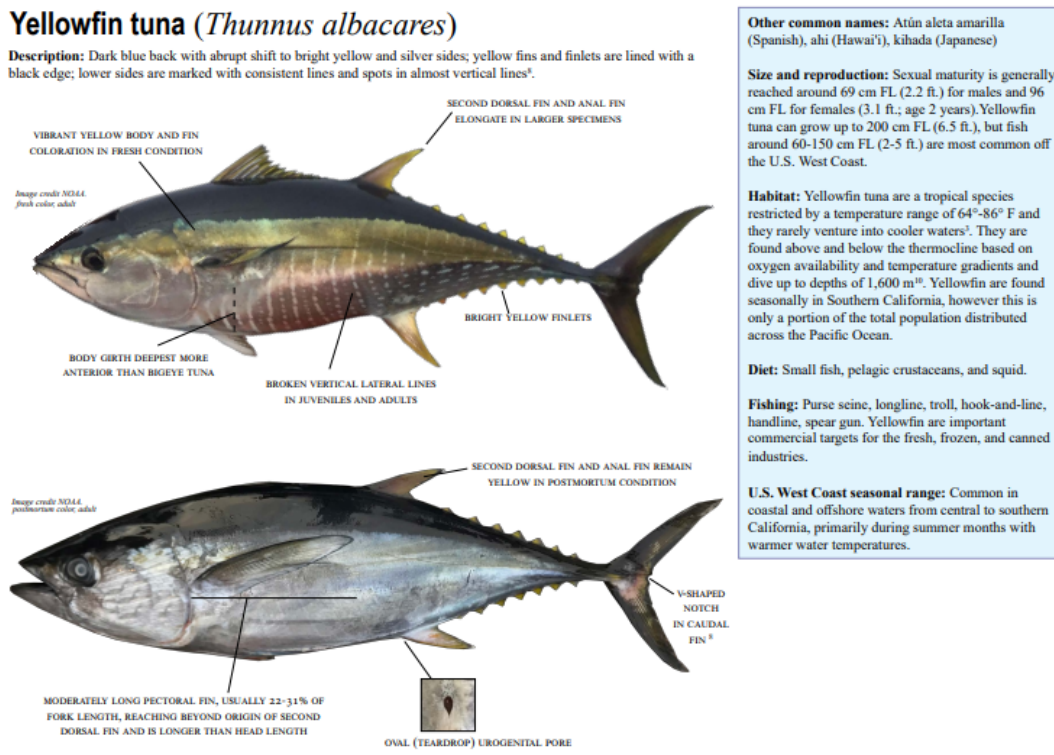 Yellowfin tuna (Thunnus albacares)
Description: Dark blue back with abrupt shift to bright yellow and silver sides; yellow fins and finlets are lined with a
black edge; lower sides are marked with consistent lines and spots in almost vertical lines⁸.
SECOND DORSAL FIN AND ANAL FIN
ELONGATE IN LARGER SPECIMENS
VIBRANT YELLOW BODY AND FIN
COLORATION IN FRESH CONDITION
Image credit NOAA.
fresh color, adult
BRIGHT YELLOW FINLETS
BODY GIRTH DEEPEST MORE
ANTERIOR THAN BIGEYE TUNA
BROKEN VERTICAL LATERAL LINES
IN JUVENILES AND ADULTS
SECOND DORSAL FIN AND ANAL FIN REMAIN
YELLOW IN POSTMORTUM CONDITION
Image credit NOAA.
postmortum color, adult
V-SHAPED
NOTCH
IN CAUDAL
FIN ⁸
MODERATELY LONG PECTORAL FIN, USUALLY 22-31% OF
FORK LENGTH, REACHING BEYOND ORIGIN OF SECOND
DORSAL FIN AND IS LONGER THAN HEAD LENGTH
OVAL (TEARDROP) UROGENITAL PORE
Other common names: Atún aleta amarilla
(Spanish), ahi (Hawai'i), kihada (Japanese)
Size and reproduction: Sexual maturity is generally
reached around 69 cm FL (2.2 ft.) for males and 96
cm FL for females (3.1 ft.; age 2 years).Yellowfin
tuna can grow up to 200 cm FL (6.5 ft.), but fish
around 60-150 cm FL (2-5 ft.) are most common off
the U.S. West Coast.
Habitat: Yellowfin tuna are a tropical species
restricted by a temperature range of 64°-86° F and
they rarely venture into cooler waters³. They are
found above and below the thermocline based on
oxygen availability and temperature gradients and
dive up to depths of 1,600 m¹⁰. Yellowfin are found
seasonally in Southern California, however this is
only a portion of the total population distributed
across the Pacific Ocean.
Diet: Small fish, pelagic crustaceans, and squid.
Fishing: Purse seine, longline, troll, hook-and-line,
handline, spear gun. Yellowfin are important
commercial targets for the fresh, frozen, and canned
industries.
U.S. West Coast seasonal range: Common in
coastal and offshore waters from central to southern
California, primarily during summer months with
warmer water temperatures.